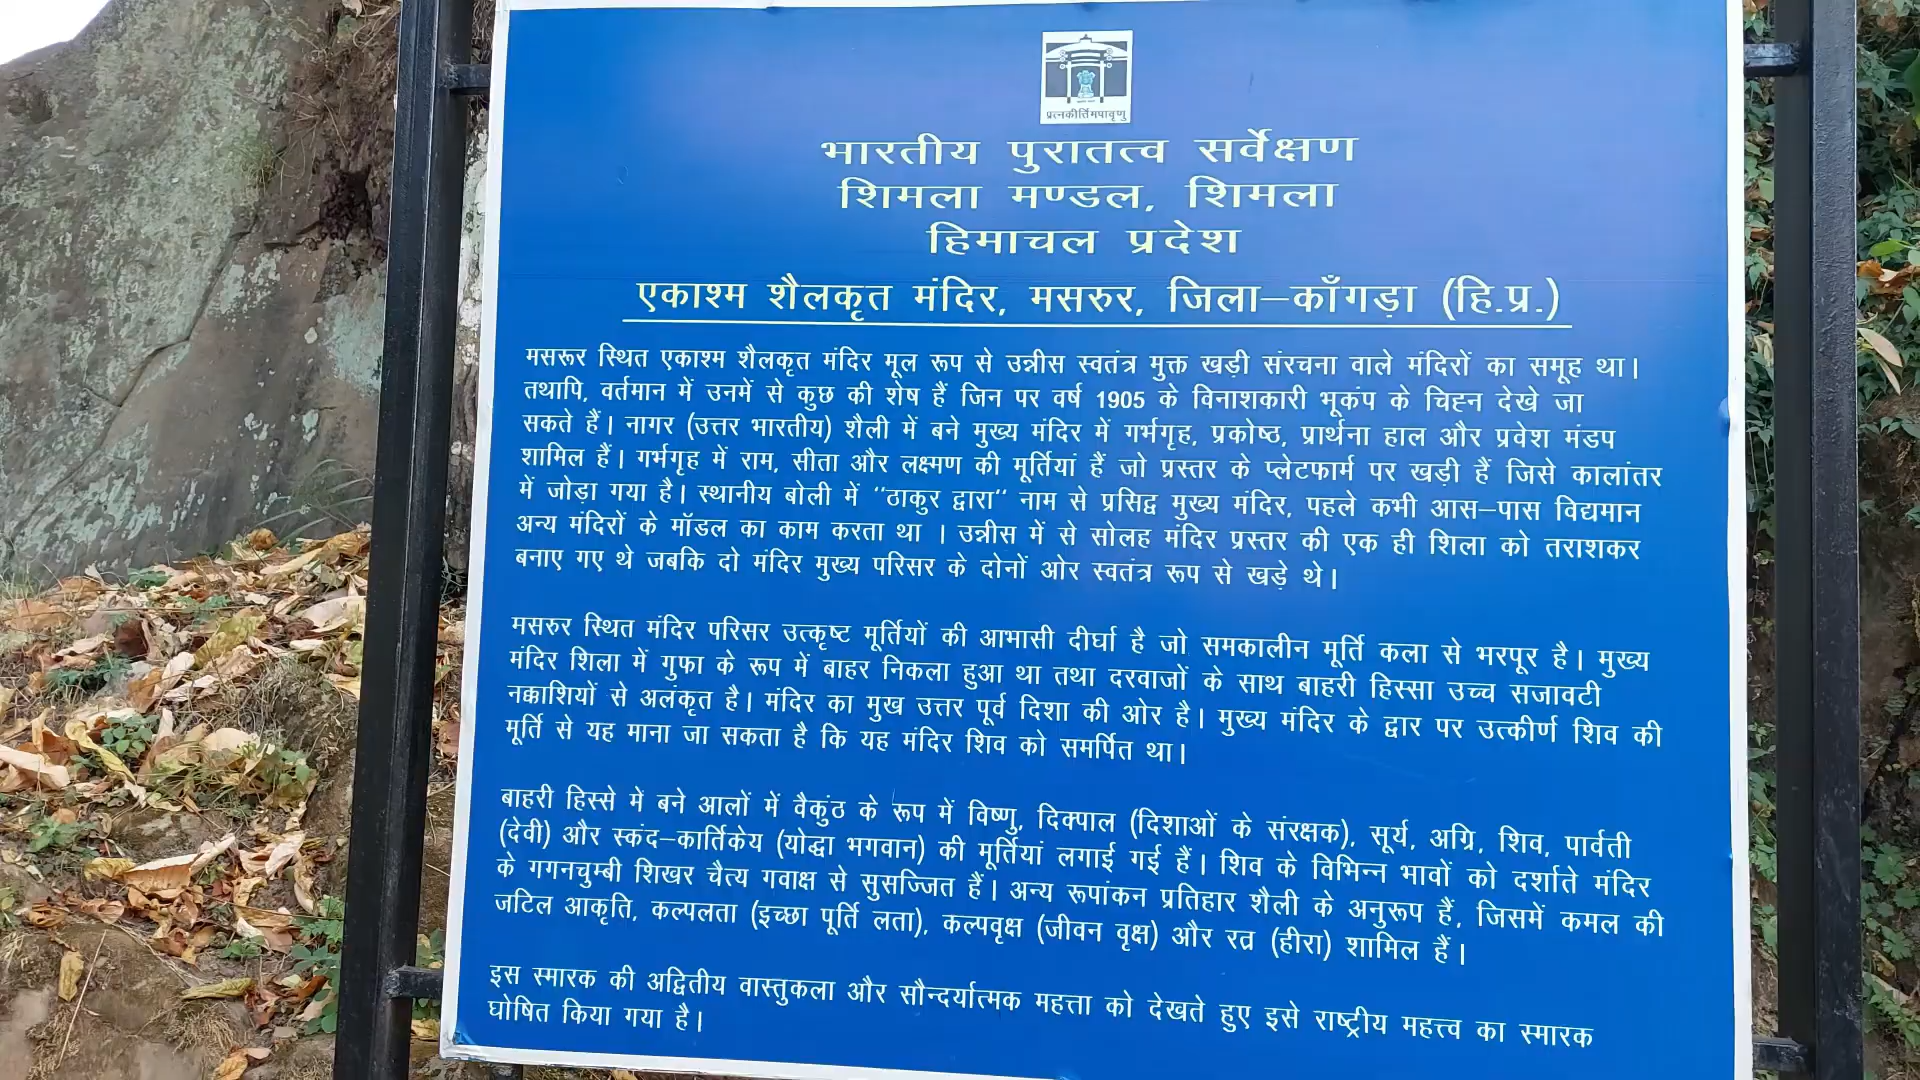 प्रत्नकीर्तिमपावृणु
भारतीय पुरातत्व सर्वेक्षण
शिमला मण्डल, शिमला
हिमाचल प्रदेश
एकाश्म शैलकृत मंदिर, मसरुर, जिला–काँगड़ा (हि.प्र.)
मसरूर स्थित एकाश्म शैलकृत मंदिर मूल रूप से उन्नीस स्वतंत्र मुक्त खड़ी संरचना वाले मंदिरों का समूह था।
तथापि, वर्तमान में उनमें से कुछ की शेष हैं जिन पर वर्ष 1905 के विनाशकारी भूकंप के चिह्न देखे जा
सकते हैं। नागर (उत्तर भारतीय) शैली में बने मुख्य मंदिर में गर्भगृह, प्रकोष्ठ, प्रार्थना हाल और प्रवेश मंडप
शामिल हैं। गर्भगृह में राम, सीता और लक्ष्मण की मूर्तियां हैं जो प्रस्तर के प्लेटफार्म पर खड़ी हैं जिसे कालांतर
में जोड़ा गया है। स्थानीय बोली में ‘‘ठाकुर द्वारा‘‘ नाम से प्रसिद्व मुख्य मंदिर, पहले कभी आस–पास विद्यमान
अन्य मंदिरों के मॉडल का काम करता था । उन्नीस में से सोलह मंदिर प्रस्तर की एक ही शिला को तराशकर
बनाए गए थे जबकि दो मंदिर मुख्य परिसर के दोनों ओर स्वतंत्र रूप से खड़े थे।
मसरुर स्थित मंदिर परिसर उत्कृष्ट मूर्तियों की आभासी दीर्घा है जो समकालीन मूर्ति कला से भरपूर है। मुख्य
मंदिर शिला में गुफा के रूप में बाहर निकला हुआ था तथा दरवाजों के साथ बाहरी हिस्सा उच्च सजावटी
नक्काशियों से अलंकृत है। मंदिर का मुख उत्तर पूर्व दिशा की ओर है। मुख्य मंदिर के द्वार पर उत्कीर्ण शिव की
मूर्ति से यह माना जा सकता है कि यह मंदिर शिव को समर्पित था।
बाहरी हिस्से में बने आलों में वैकुंठ के रूप में विष्णु, दिक्पाल (दिशाओं के संरक्षक), सूर्य, अग्रि, शिव, पार्वती
(देवी) और स्कंद–कार्तिकेय (योद्धा भगवान) की मूर्तियां लगाई गई हैं। शिव के विभिन्न भावों को दर्शाते मंदिर
के गगनचुम्बी शिखर चैत्य गवाक्ष से सुसज्जित हैं। अन्य रूपांकन प्रतिहार शैली के अनुरूप हैं, जिसमें कमल की
जटिल आकृति, कल्पलता (इच्छा पूर्ति लता), कल्पवृक्ष (जीवन वृक्ष) और रत्न (हीरा) शामिल हैं।
इस स्मारक की अद्वितीय वास्तुकला और सौन्दर्यात्मक महत्ता को देखते हुए इसे राष्ट्रीय महत्त्व का स्मारक
घोषित किया गया है।